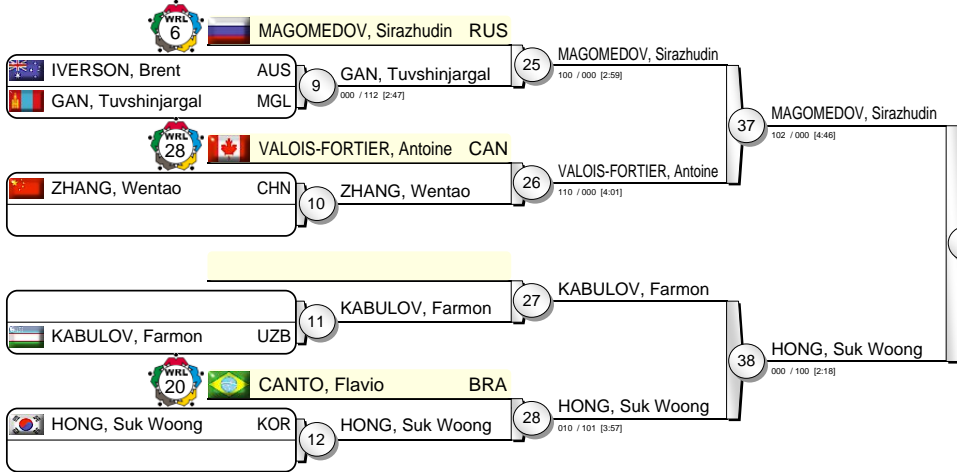 WRL
6
MAGOMEDOV, Sirazhudin RUS
IVERSON, Brent AUS
GAN, Tuvshinjargal MGL
9
GAN, Tuvshinjargal
000 / 112 [2:47]
25
MAGOMEDOV, Sirazhudin
100 / 000 [2:59]
WRL
28
VALOIS-FORTIER, Antoine CAN
ZHANG, Wentao CHN
10
ZHANG, Wentao
26
VALOIS-FORTIER, Antoine
110 / 000 [4:01]
37
MAGOMEDOV, Sirazhudin
102 / 000 [4:46]
KABULOV, Farmon UZB
11
KABULOV, Farmon
27
KABULOV, Farmon
WRL
20
CANTO, Flavio BRA
HONG, Suk Woong KOR
12
HONG, Suk Woong
28
HONG, Suk Woong
010 / 101 [3:57]
38
HONG, Suk Woong
000 / 100 [2:18]